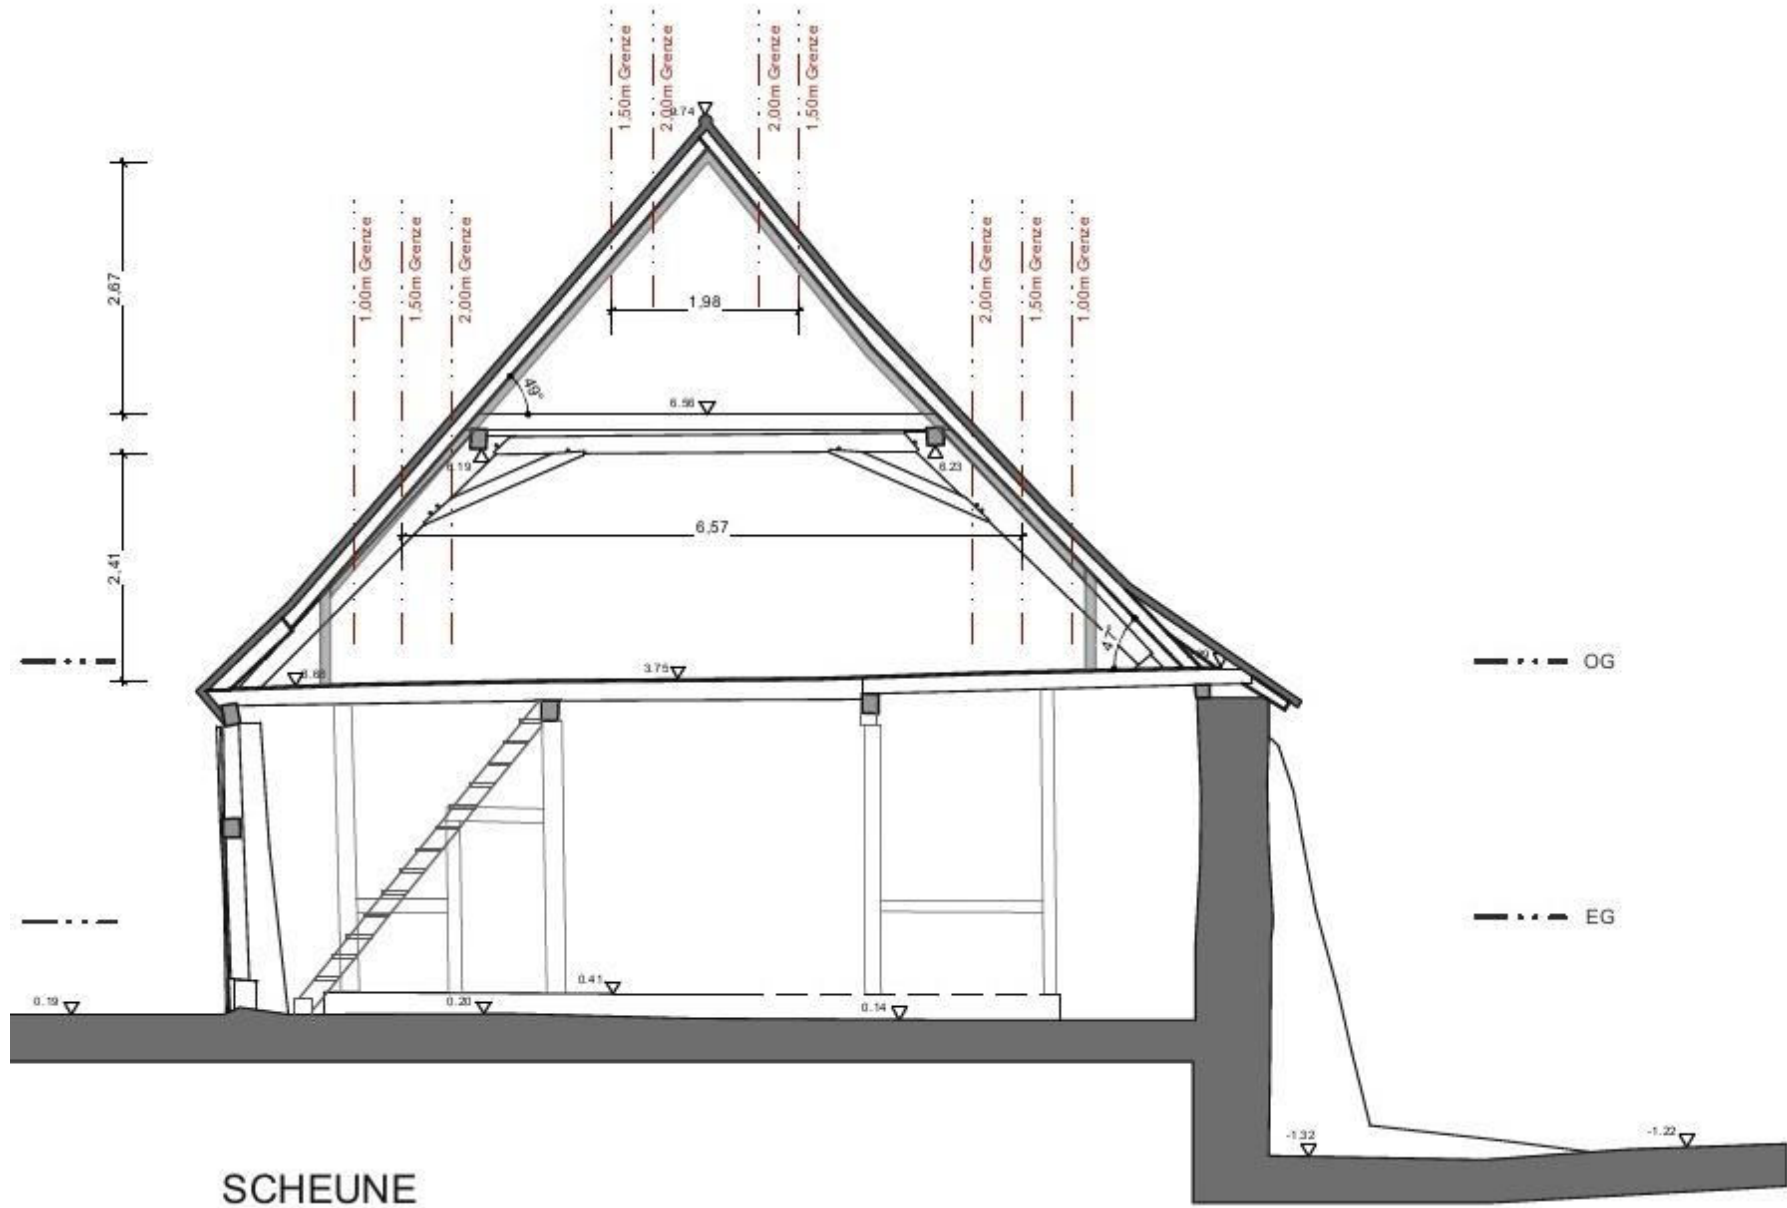 1,50m Grenze
2,00m Grenze
2,00m Grenze
1,50m Grenze
9.74
1,00m Grenze
1,50m Grenze
2,00m Grenze
2,00m Grenze
1,50m Grenze
1,00m Grenze
2,67
1,98
49°
6.56
6.19
6.23
6,57
2,41
47°
3.75
OG
EG
0.41
0.19
0.20
0.14
-1.32
-1.22
SCHEUNE